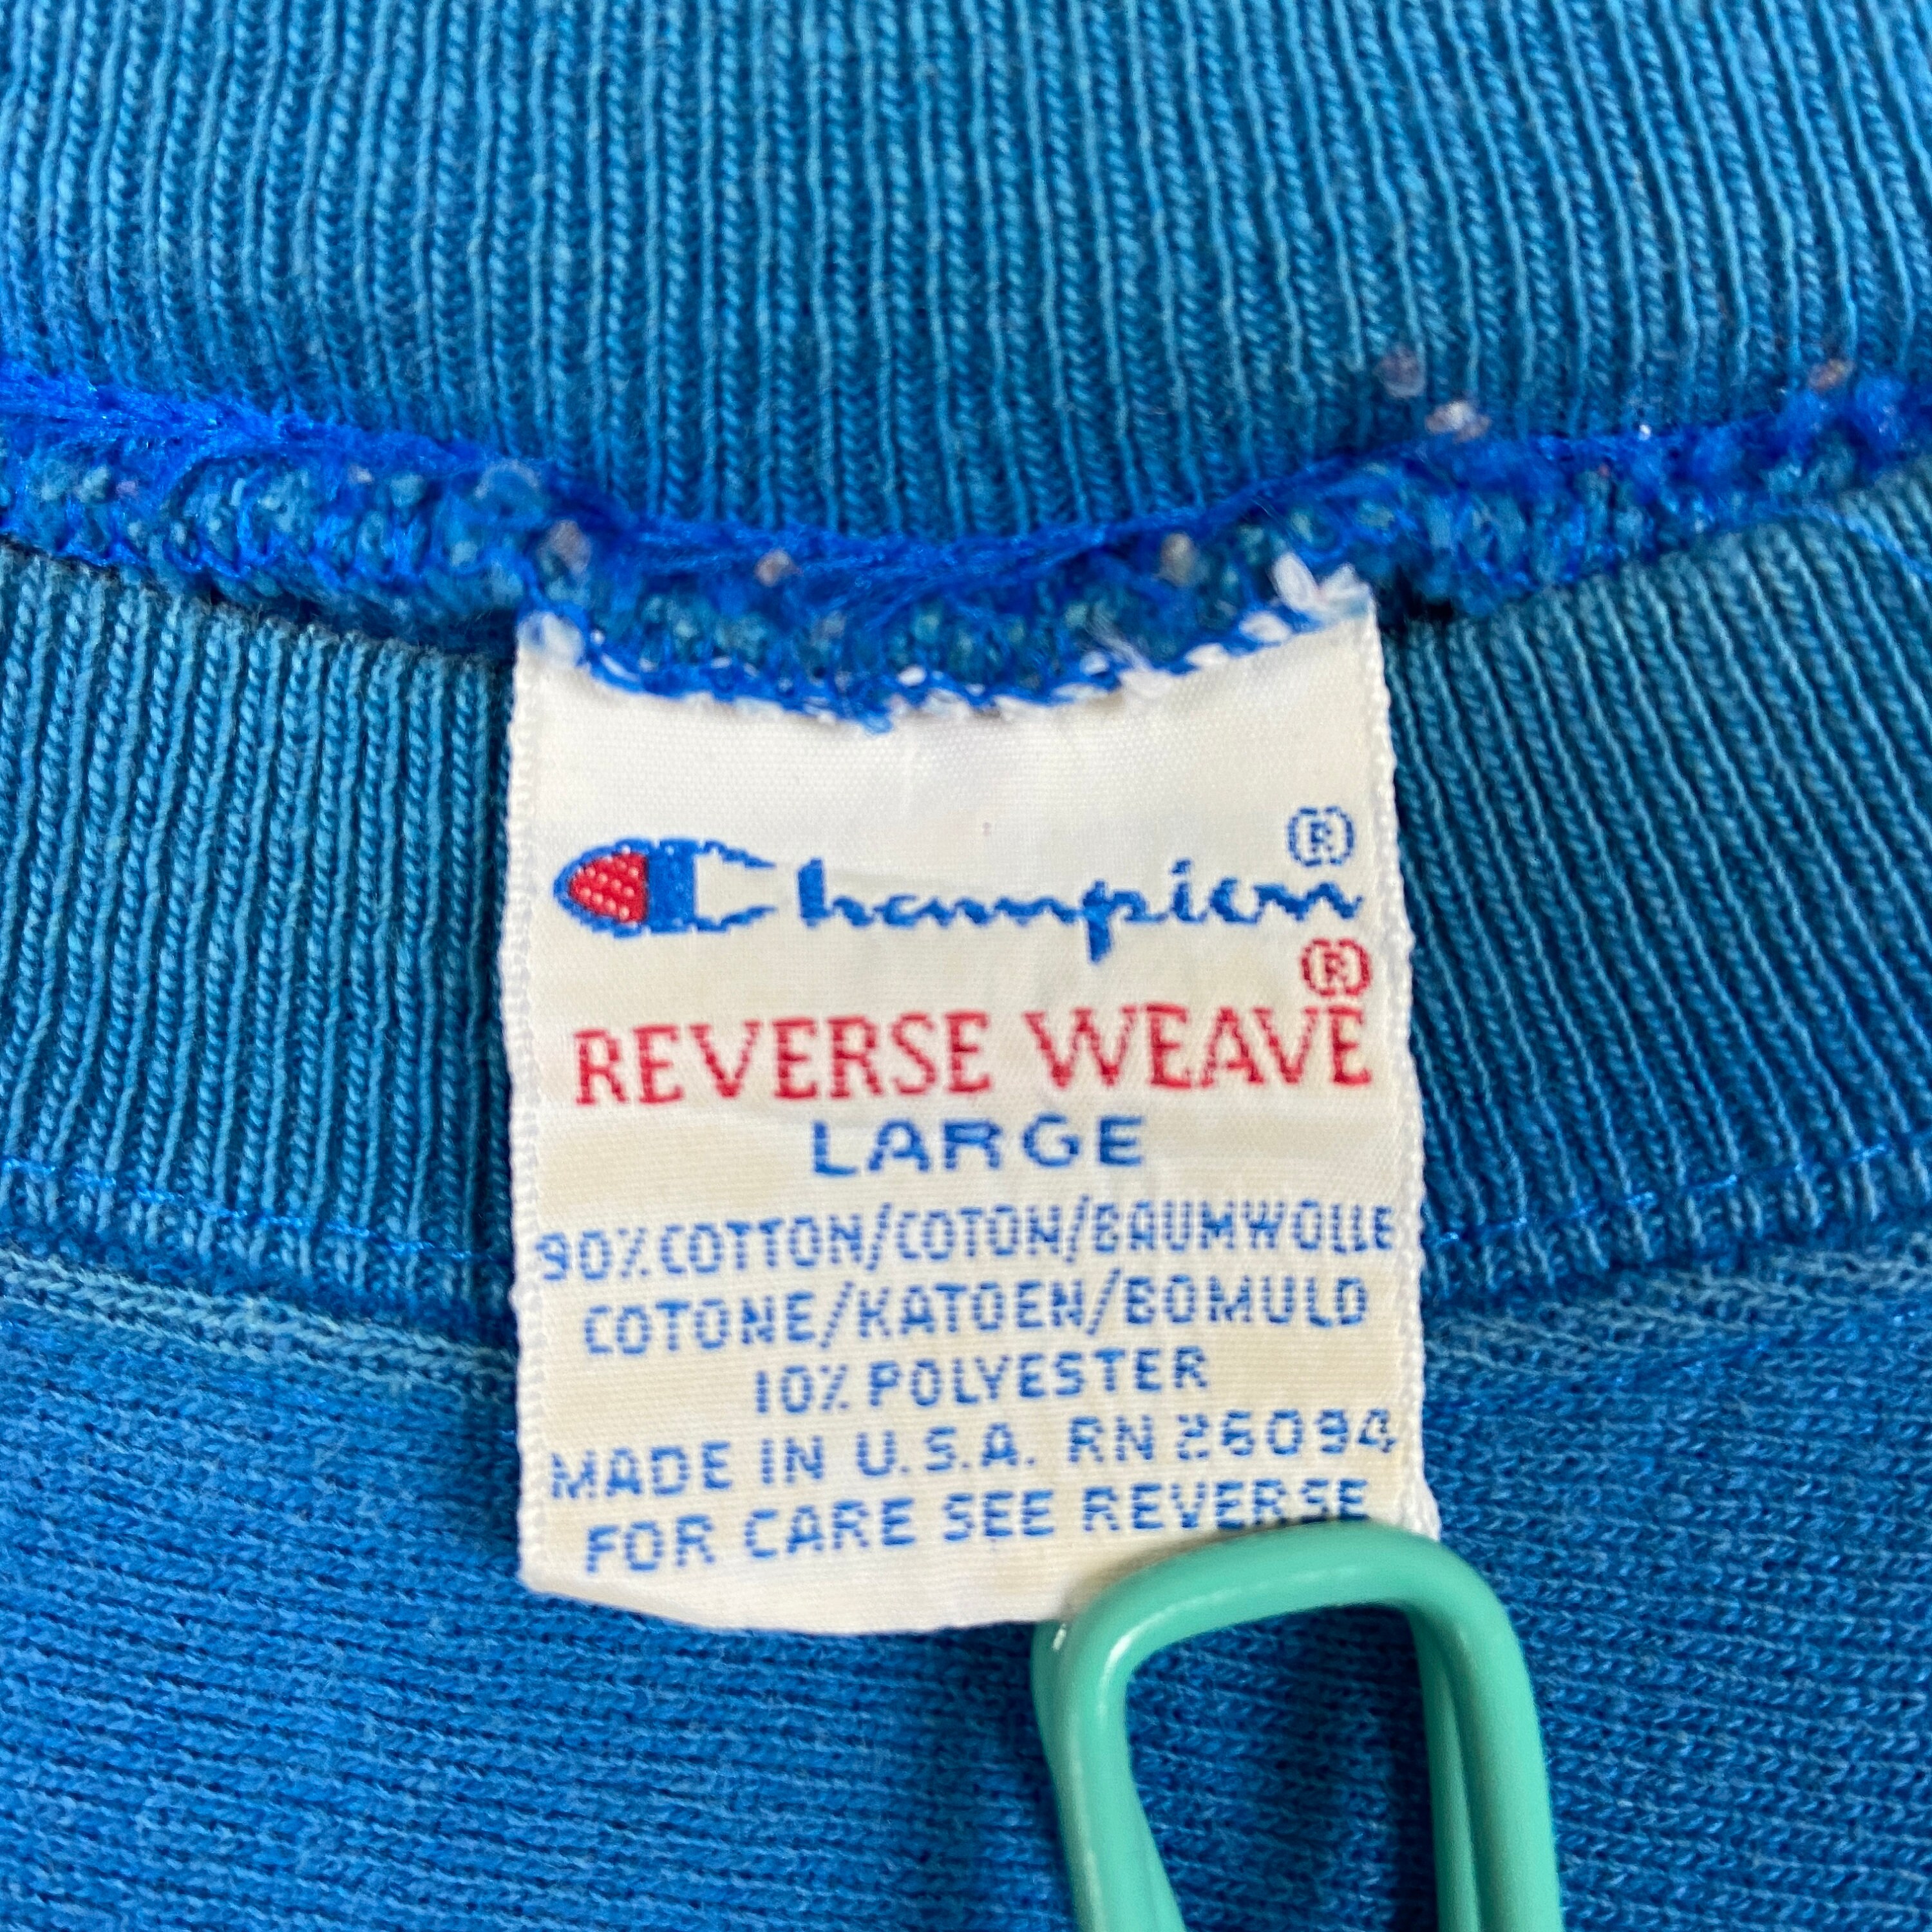 Champion®
REVERSE WEAVE®
LARGE
90% COTTON/COTON/BAUMWOLLE
COTONE/KATOEN/BOMULD
10% POLYESTER
MADE IN U.S.A. RN 26094
FOR CARE SEE REVERSE